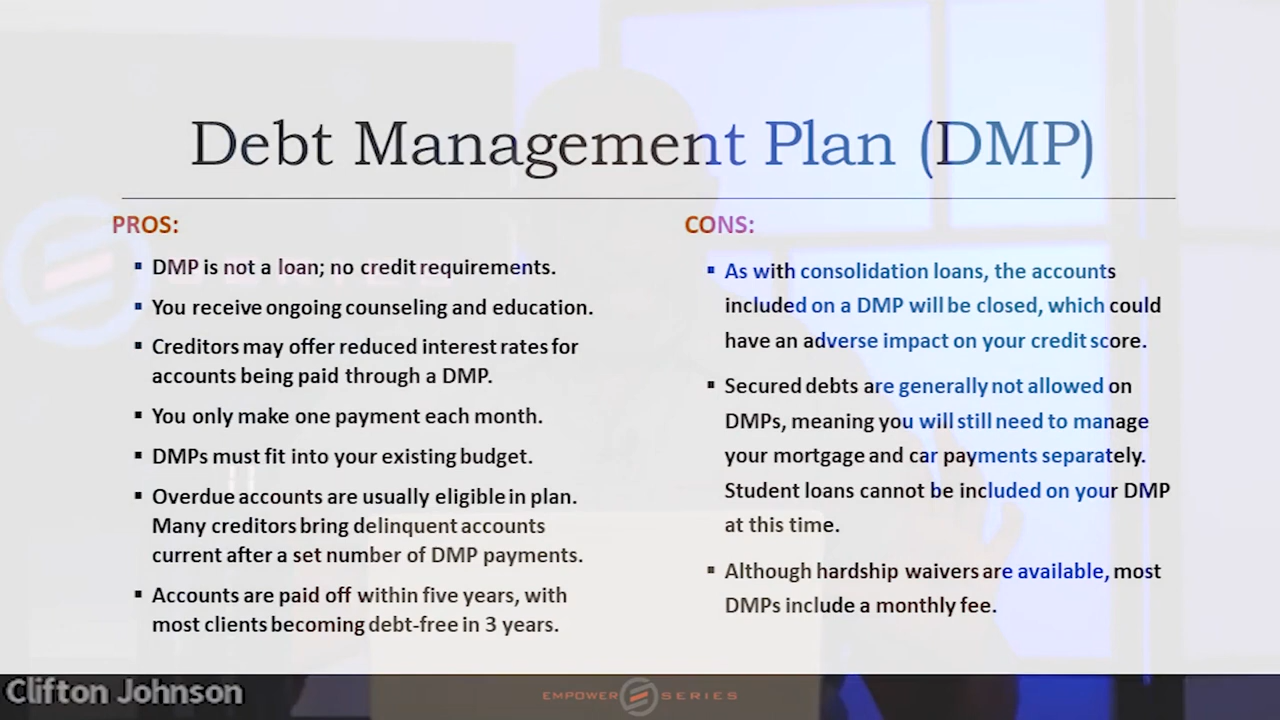 Debt Management Plan (DMP)
PROS:
▪ DMP is not a loan; no credit requirements.
▪ You receive ongoing counseling and education.
▪ Creditors may offer reduced interest rates for
accounts being paid through a DMP.
▪ You only make one payment each month.
▪ DMPs must fit into your existing budget.
▪ Overdue accounts are usually eligible in plan.
Many creditors bring delinquent accounts
current after a set number of DMP payments.
▪ Accounts are paid off within five years, with
most clients becoming debt-free in 3 years.
CONS:
▪ As with consolidation loans, the accounts
included on a DMP will be closed, which could
have an adverse impact on your credit score.
▪ Secured debts are generally not allowed on
DMPs, meaning you will still need to manage
your mortgage and car payments separately.
Student loans cannot be included on your DMP
at this time.
▪ Although hardship waivers are available, most
DMPs include a monthly fee.
Clifton Johnson
EMPOWER SERIES